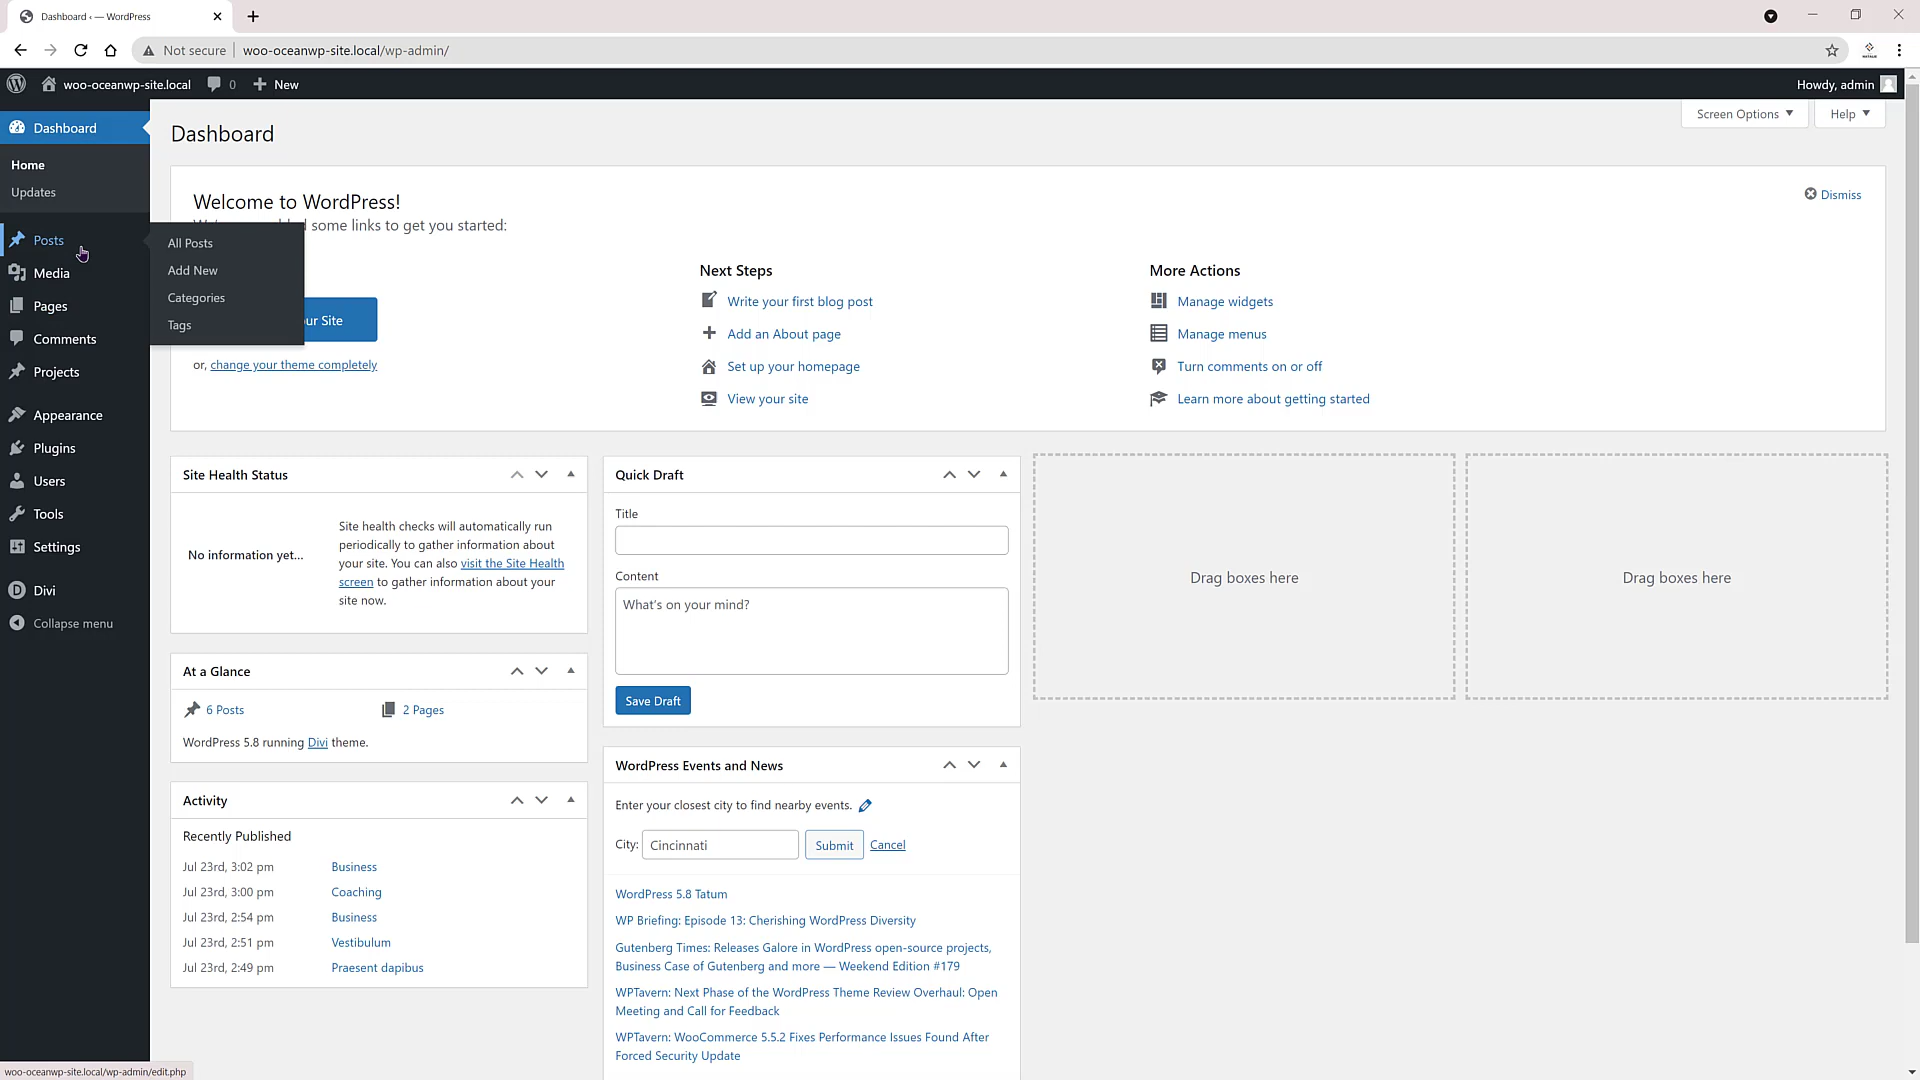 Dashboard ‹ — WordPress
Not secure
woo-oceanwp-site.local/wp-admin/
woo-oceanwp-site.local
0
New
Howdy, admin
Dashboard
Home
Updates
Posts
Media
Pages
Comments
Projects
Appearance
Plugins
Users
Tools
Settings
Divi
Collapse menu
All Posts
Add New
Categories
Tags
Dashboard
Screen Options
Help
Welcome to WordPress!
some links to get you started:
Dismiss
ur Site
or, change your theme completely
Next Steps
Write your first blog post
Add an About page
Set up your homepage
View your site
More Actions
Manage widgets
Manage menus
Turn comments on or off
Learn more about getting started
Site Health Status
No information yet...
Site health checks will automatically run
periodically to gather information about
your site. You can also visit the Site Health
screen to gather information about your
site now.
At a Glance
6 Posts
2 Pages
WordPress 5.8 running Divi theme.
Activity
Recently Published
Jul 23rd, 3:02 pm Business
Jul 23rd, 3:00 pm Coaching
Jul 23rd, 2:54 pm Business
Jul 23rd, 2:51 pm Vestibulum
Jul 23rd, 2:49 pm Praesent dapibus
Quick Draft
Title
Content
What's on your mind?
Save Draft
WordPress Events and News
Enter your closest city to find nearby events.
City: Cincinnati Submit Cancel
WordPress 5.8 Tatum
WP Briefing: Episode 13: Cherishing WordPress Diversity
Gutenberg Times: Releases Galore in WordPress open-source projects,
Business Case of Gutenberg and more — Weekend Edition #179
WPTavern: Next Phase of the WordPress Theme Review Overhaul: Open
Meeting and Call for Feedback
WPTavern: WooCommerce 5.5.2 Fixes Performance Issues Found After
Forced Security Update
Drag boxes here
Drag boxes here
woo-oceanwp-site.local/wp-admin/edit.php